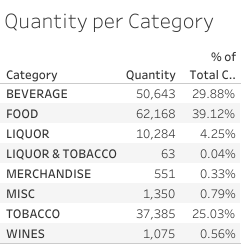 Quantity per Category
% of
Category Quantity Total C..
BEVERAGE 50,643 29.88%
FOOD 62,168 39.12%
LIQUOR 10,284 4.25%
LIQUOR & TOBACCO 63 0.04%
MERCHANDISE 551 0.33%
MISC 1,350 0.79%
TOBACCO 37,385 25.03%
WINES 1,075 0.56%